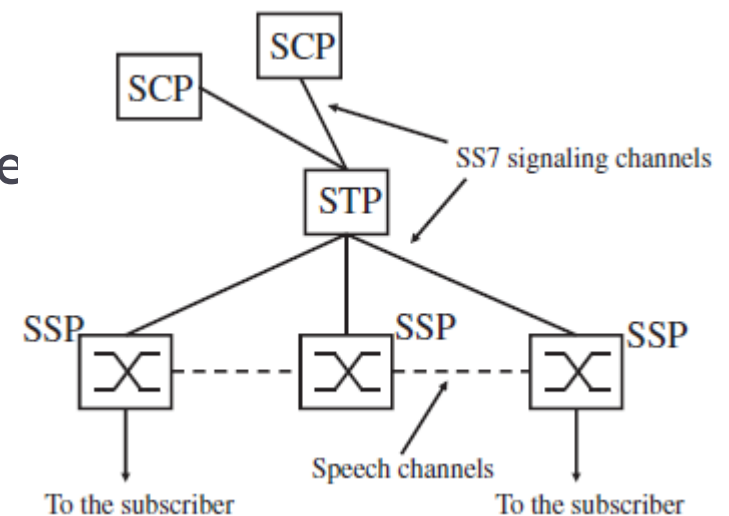 SCP
SCP
e
SS7 signaling channels
STP
SSP
SSP
SSP
Speech channels
To the subscriber
To the subscriber